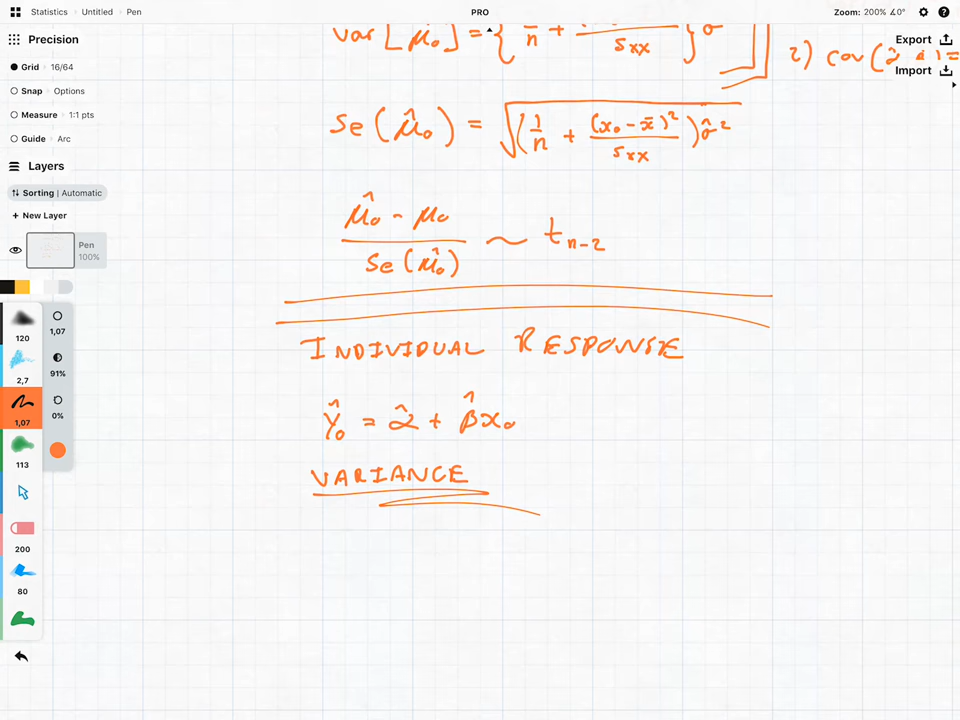 Statistics › Untitled › Pen
PRO
Zoom: 200% ∠0°
Precision
Grid 16/64
Snap Options
Measure 1:1 pts
Guide Arc
Layers
Sorting | Automatic
New Layer
Pen
100%
120
1,07
2,7
91%
1,07
0%
113
200
80
Export
Import
var[μ̂₀] = { 1/n + / Sxx } σ
2) cov(
se(μ̂₀) = √((1/n + (x₀ - x̄)²/Sxx)σ̂²)
(μ̂₀ - μ₀)/se(μ̂₀) ~ t n-2
INDIVIDUAL RESPONSE
ŷ₀ = α̂ + β̂x₀
VARIANCE